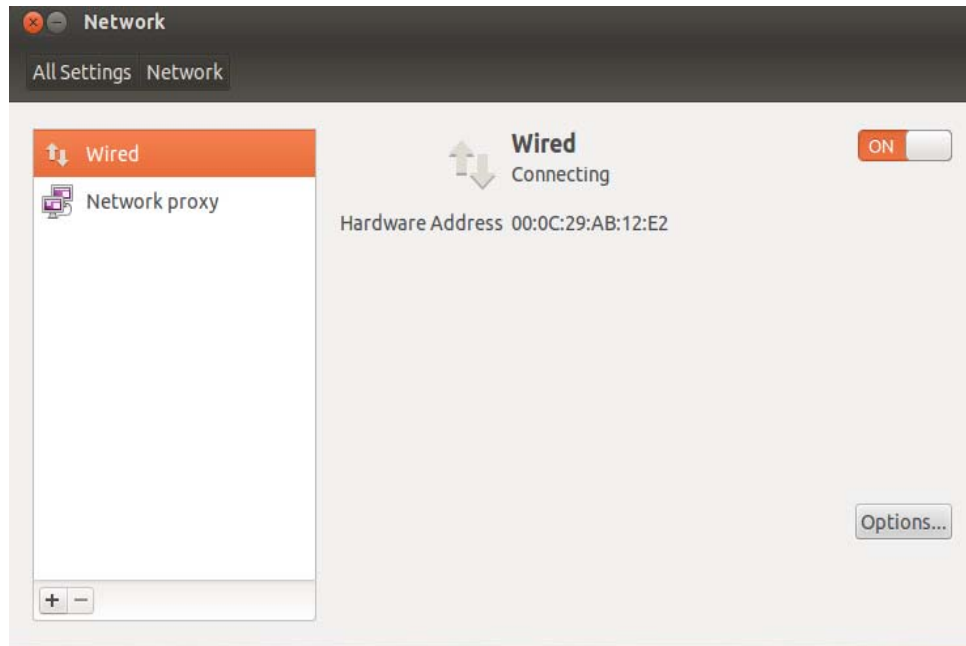 Network
All Settings Network
Wired
Network proxy
Wired
ON
Connecting
Hardware Address 00:0C:29:AB:12:E2
Options...